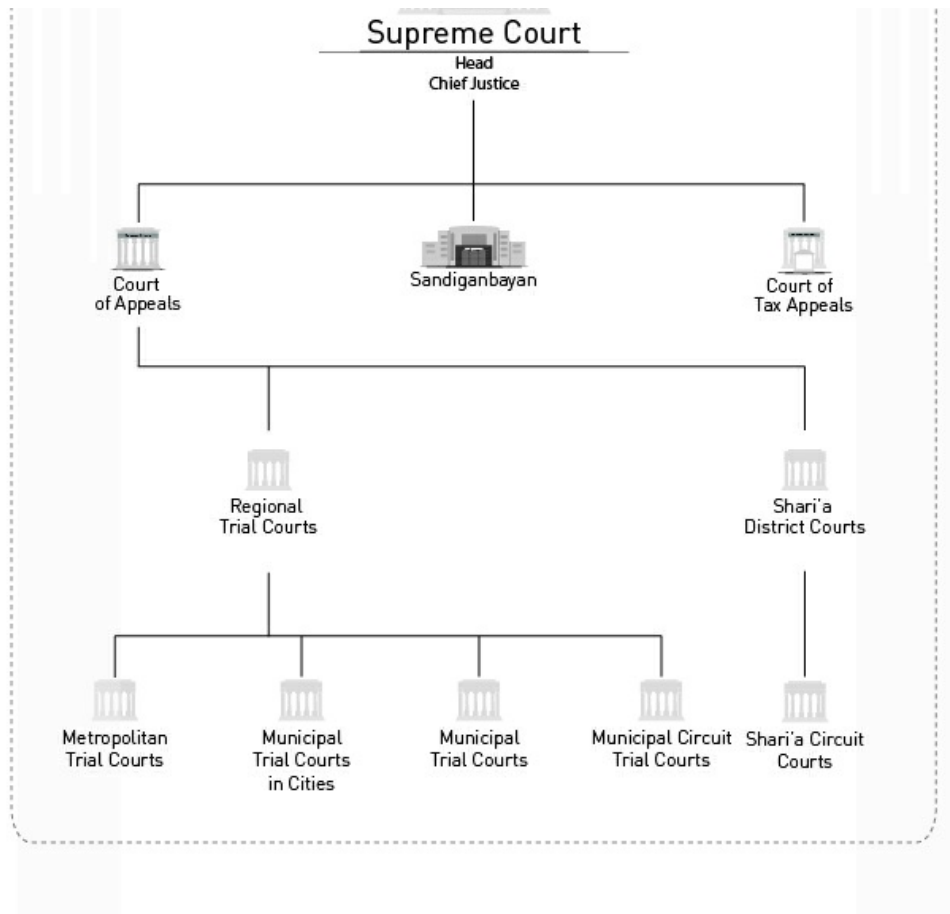 Supreme Court
Head
Chief Justice
Court
of Appeals
Sandiganbayan
Court of
Tax Appeals
Regional
Trial Courts
Shari'a
District Courts
Metropolitan
Trial Courts
Municipal
Trial Courts
in Cities
Municipal
Trial Courts
Municipal Circuit
Trial Courts
Shari'a Circuit
Courts